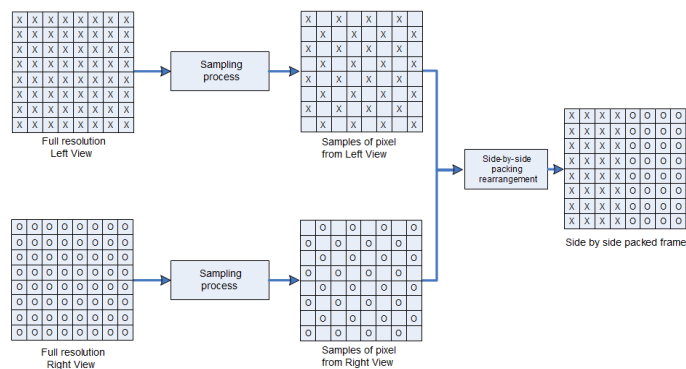 X X X X X X X X
X X X X X X X X
X X X X X X X X
X X X X X X X X
X X X X X X X X
X X X X X X X X
X X X X X X X X
X X X X X X X X
Full resolution
Left View
Sampling
process
X X X X
X X X X
X X X X
X X X X
X X X X
X X X X
X X X X
X X X X
Samples of pixel
from Left View
O O O O O O O O
O O O O O O O O
O O O O O O O O
O O O O O O O O
O O O O O O O O
O O O O O O O O
O O O O O O O O
O O O O O O O O
Full resolution
Right View
Sampling
process
O O O O
O O O O
O O O O
O O O O
O O O O
O O O O
O O O O
O O O O
Samples of pixel
from Right View
Side-by-side
packing
rearrangement
X X X X O O O O
X X X X O O O O
X X X X O O O O
X X X X O O O O
X X X X O O O O
X X X X O O O O
X X X X O O O O
X X X X O O O O
Side by side packed frame